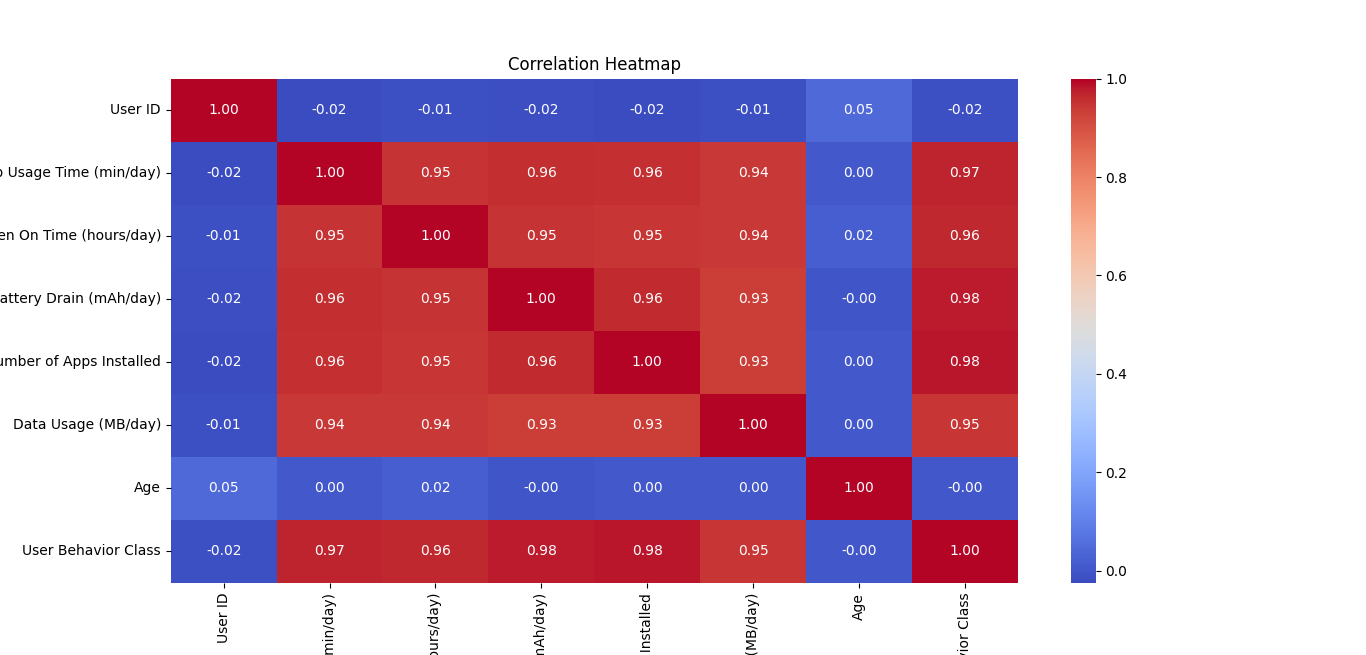 Correlation Heatmap
User ID 1.00 -0.02 -0.01 -0.02 -0.02 -0.01 0.05 -0.02
Usage Time (min/day) -0.02 1.00 0.95 0.96 0.96 0.94 0.00 0.97
en On Time (hours/day) -0.01 0.95 1.00 0.95 0.95 0.94 0.02 0.96
attery Drain (mAh/day) -0.02 0.96 0.95 1.00 0.96 0.93 -0.00 0.98
umber of Apps Installed -0.02 0.96 0.95 0.96 1.00 0.93 0.00 0.98
Data Usage (MB/day) -0.01 0.94 0.94 0.93 0.93 1.00 0.00 0.95
Age 0.05 0.00 0.02 -0.00 0.00 0.00 1.00 -0.00
User Behavior Class -0.02 0.97 0.96 0.98 0.98 0.95 -0.00 1.00
User ID
min/day)
ours/day)
mAh/day)
Installed
(MB/day)
Age
ior Class
1.0
0.8
0.6
0.4
0.2
0.0